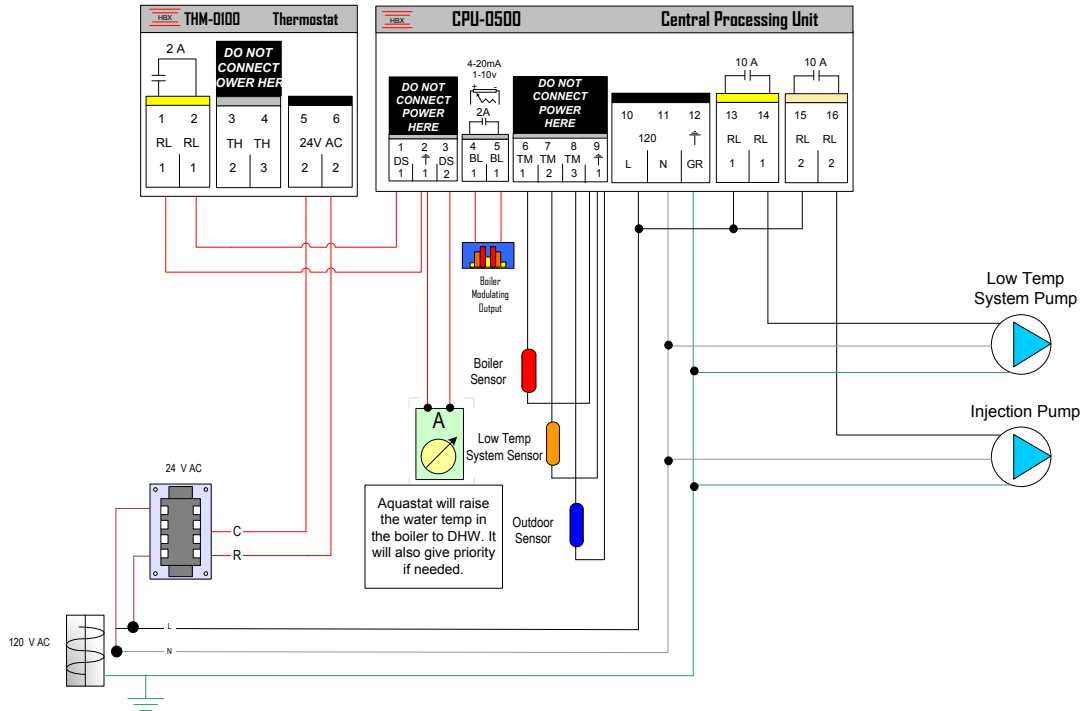 HBX THM-0100 Thermostat
2 A
DO NOT
CONNECT
OWER HER
1 2 3 4 5 6
RL RL TH TH 24V AC
1 1 2 3 2 2
HBX CPU-0500 Central Processing Unit
DO NOT
CONNECT
POWER
HERE
4-20mA
1-10v
+ -
2A
DO NOT
CONNECT
POWER
HERE
10 A
10 A
1 2 3 4 5 6 7 8 9 10 11 12 13 14 15 16
DS DS BL BL TM TM TM 120 RL RL RL RL
1 1 2 1 1 1 2 3 1 L N GR 1 1 2 2
Boiler
Modulating
Output
Low Temp
System Pump
Boiler
Sensor
Injection Pump
A
Low Temp
System Sensor
24 V AC
Aquastat will raise
the water temp in
the boiler to DHW. It
will also give priority
if needed.
Outdoor
Sensor
C
R
120 V AC
L
N